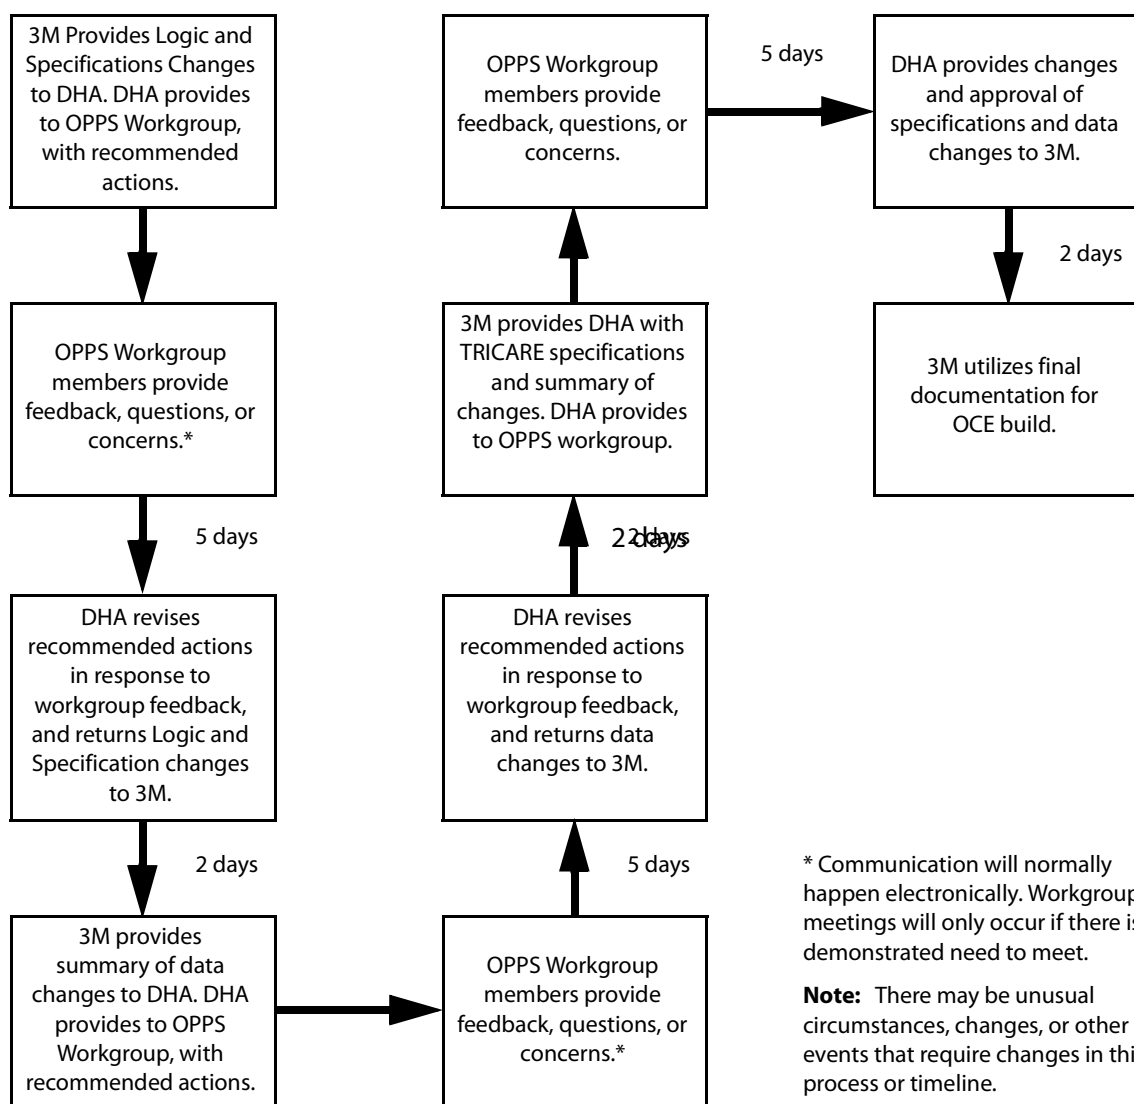 3M Provides Logic and
Specifications Changes
to DHA. DHA provides
to OPPS Workgroup,
with recommended
actions.
OPPS Workgroup
members provide
feedback, questions, or
concerns.*
5 days
DHA revises
recommended actions
in response to
workgroup feedback,
and returns Logic and
Specification changes
to 3M.
2 days
3M provides
summary of data
changes to DHA. DHA
provides to OPPS
Workgroup, with
recommended actions.
OPPS Workgroup
members provide
feedback, questions, or
concerns.*
5 days
DHA revises
recommended actions
in response to
workgroup feedback,
and returns data
changes to 3M.
2 days
2 days
3M provides DHA with
TRICARE specifications
and summary of
changes. DHA provides
to OPPS workgroup.
OPPS Workgroup
members provide
feedback, questions, or
concerns.
5 days
DHA provides changes
and approval of
specifications and data
changes to 3M.
2 days
3M utilizes final
documentation for
OCE build.
* Communication will normally
happen electronically. Workgroup
meetings will only occur if there is
demonstrated need to meet.
Note: There may be unusual
circumstances, changes, or other
events that require changes in thi
process or timeline.